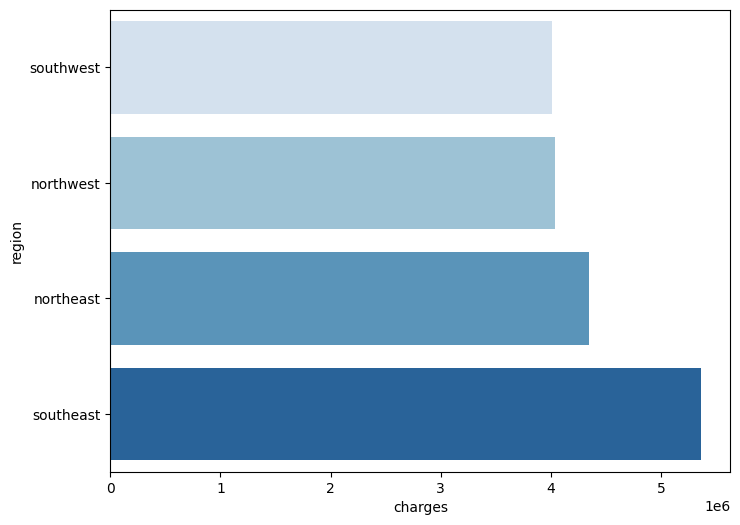 southwest
northwest
northeast
southeast
region
0 1 2 3 4 5
1e6
charges